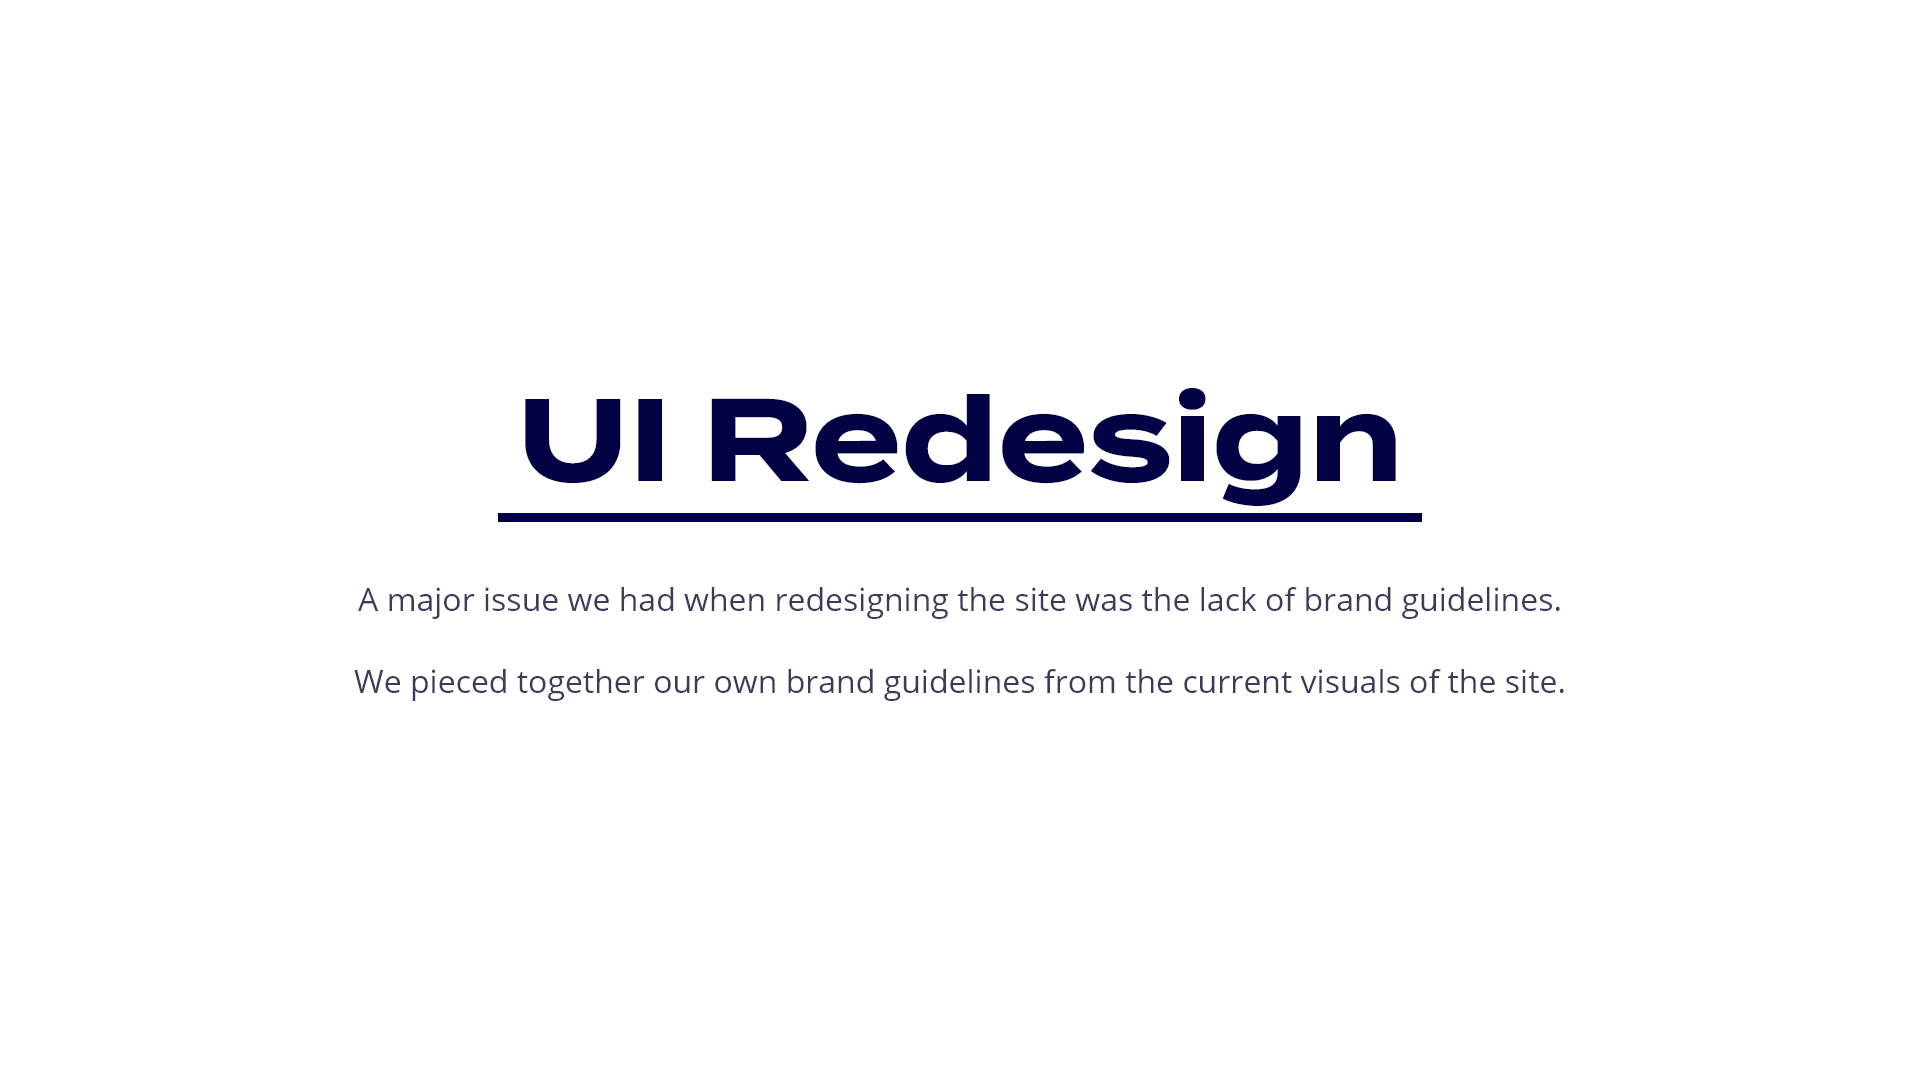 UI Redesign
A major issue we had when redesigning the site was the lack of brand guidelines.
We pieced together our own brand guidelines from the current visuals of the site.